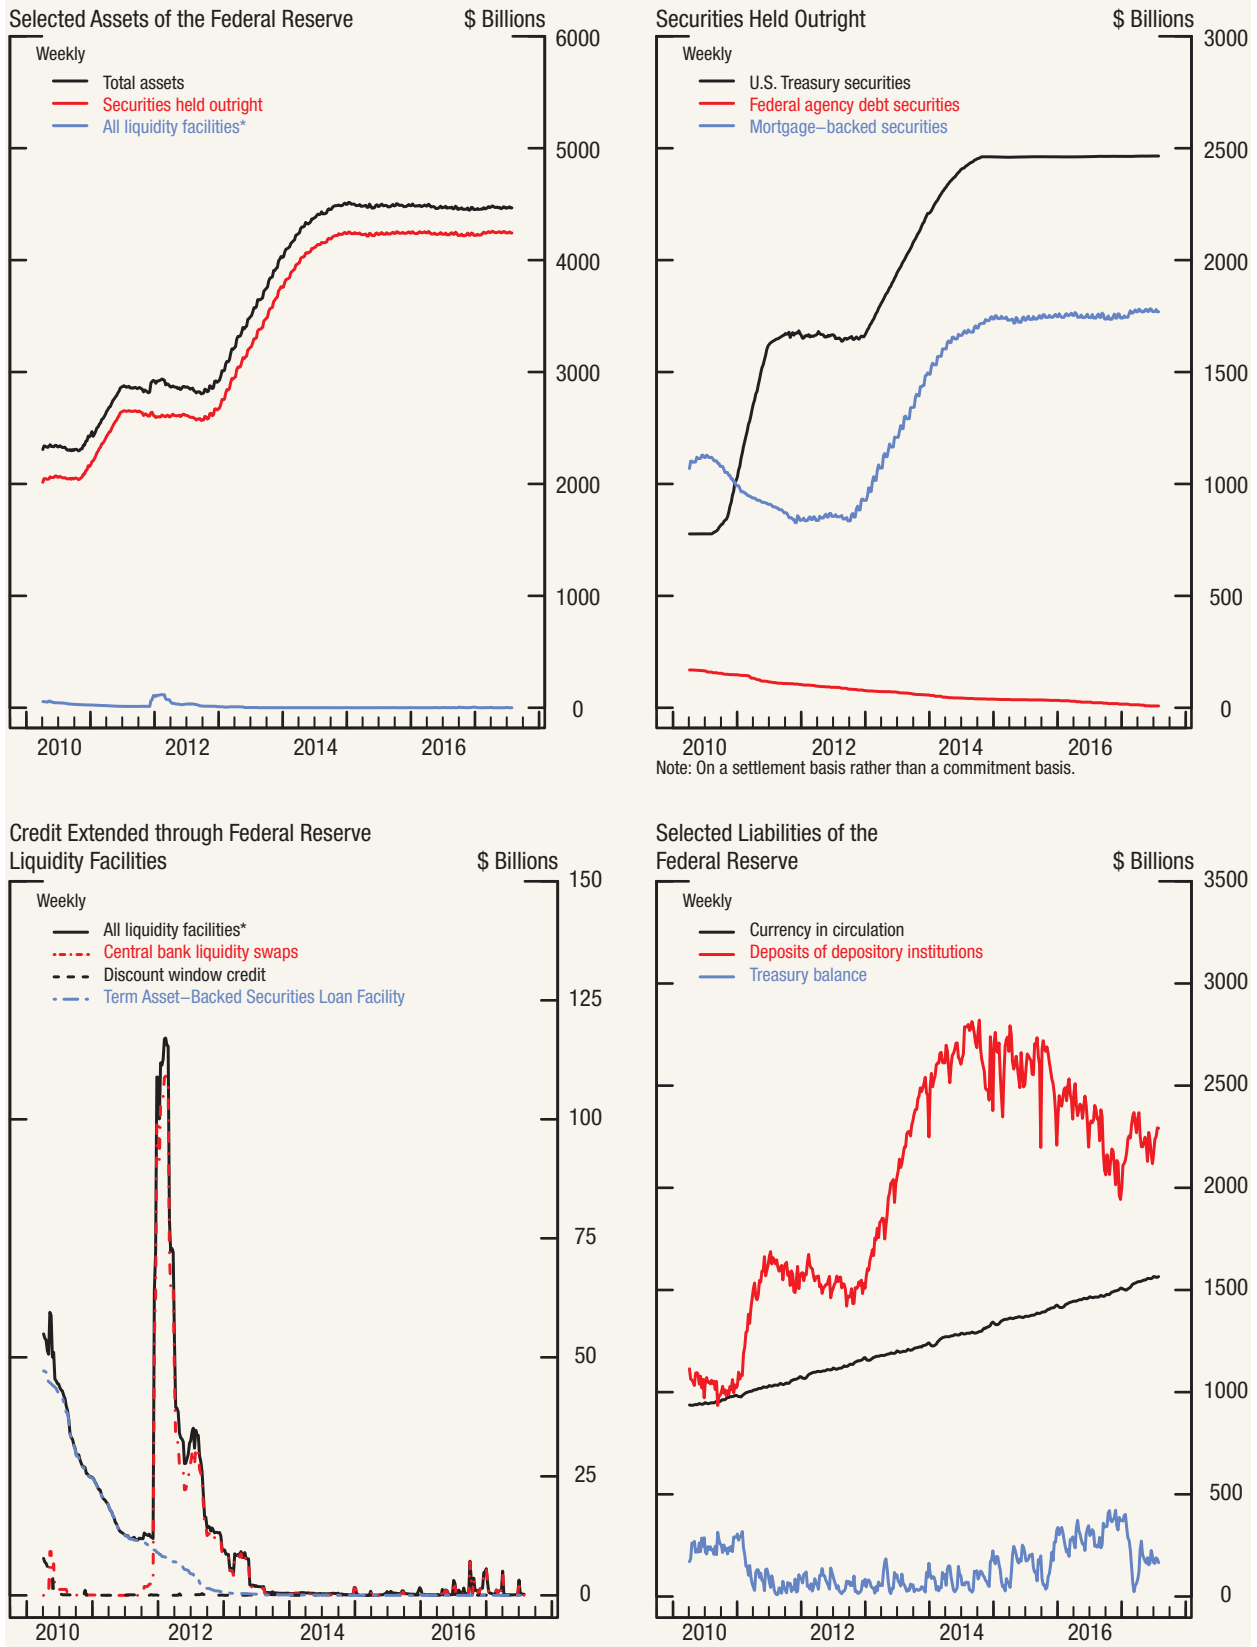 Selected Assets of the Federal Reserve $ Billions
Weekly
Total assets
Securities held outright
All liquidity facilities*
6000
5000
4000
3000
2000
1000
0
2010 2012 2014 2016
Securities Held Outright $ Billions
Weekly
U.S. Treasury securities
Federal agency debt securities
Mortgage–backed securities
3000
2500
2000
1500
1000
500
0
2010 2012 2014 2016
Note: On a settlement basis rather than a commitment basis.
Credit Extended through Federal Reserve
Liquidity Facilities $ Billions
Weekly
All liquidity facilities*
Central bank liquidity swaps
Discount window credit
Term Asset–Backed Securities Loan Facility
150
125
100
75
50
25
0
2010 2012 2014 2016
Selected Liabilities of the
Federal Reserve $ Billions
Weekly
Currency in circulation
Deposits of depository institutions
Treasury balance
3500
3000
2500
2000
1500
1000
500
0
2010 2012 2014 2016